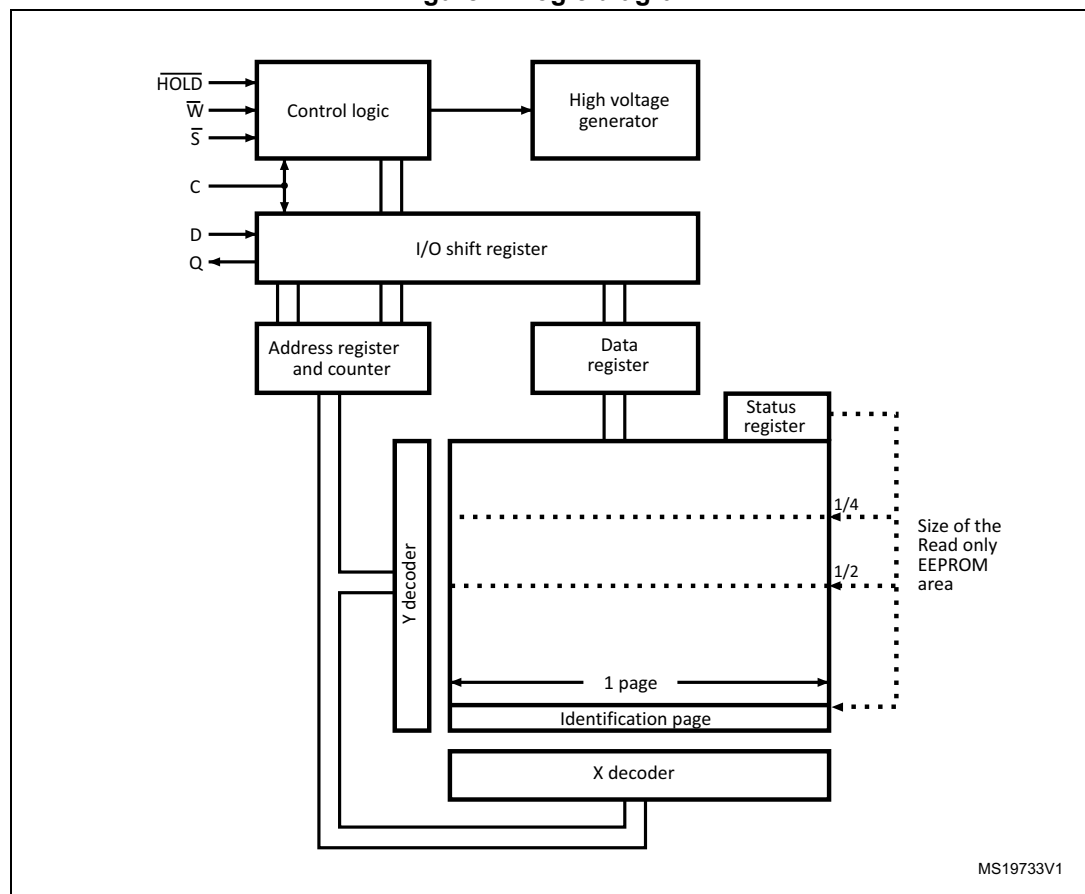 HOLD
W
S
C
D
Q
Control logic
High voltage
generator
I/O shift register
Address register
and counter
Data
register
Status
register
1/4
1/2
Size of the
Read only
EEPROM
area
Y decoder
1 page
Identification page
X decoder
MS19733V1